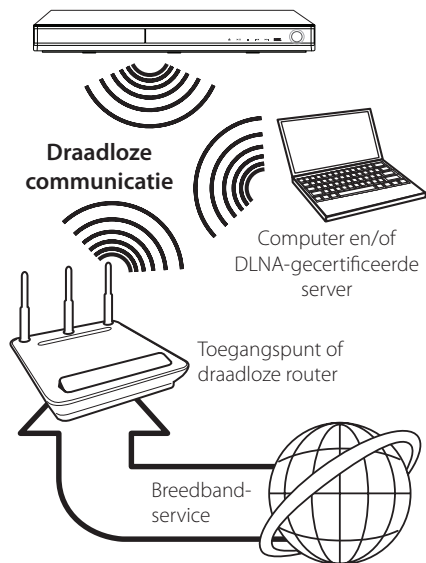 Draadloze
communicatie
Computer en/of
DLNA-gecertificeerde
server
Toegangspunt of
draadloze router
Breedband-
service